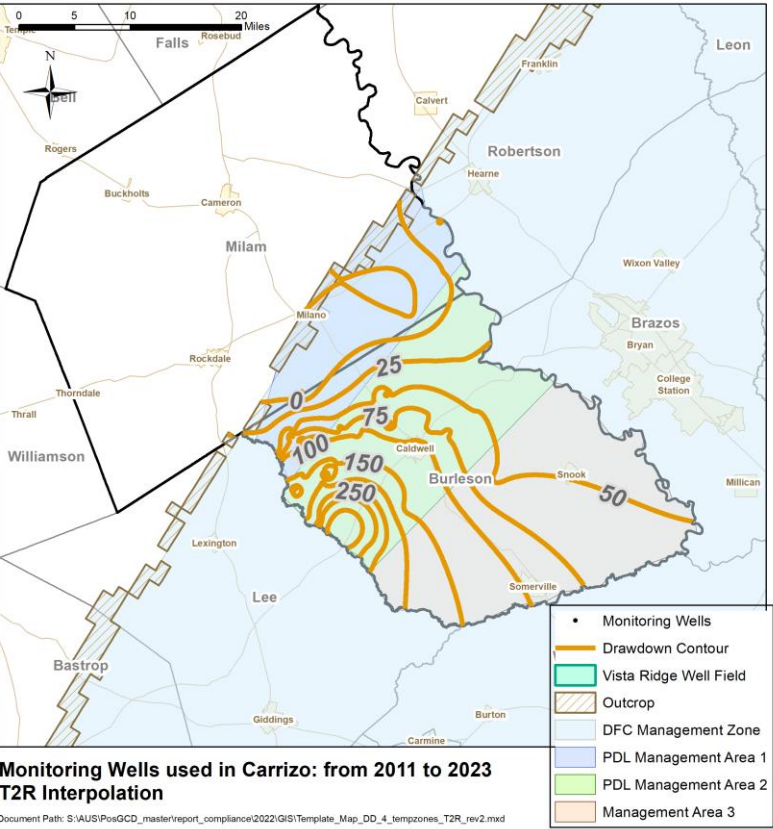 0 5 10 20
Miles
Temple
Falls
Rosebud
Leon
N
Bell
Franklin
Calvert
Robertson
Rogers
Hearne
Buckholts
Cameron
Milam
Wixon Valley
Milano
Brazos
Bryan
Rockdale
25
College
Station
0
Thorndale
75
Thrall
100
Caldwell
Williamson
150
Burleson
Snook
250
50
Millican
Lexington
Lee
Somerville
Bastrop
Giddings
Burton
Carmine
Monitoring Wells
Drawdown Contour
Vista Ridge Well Field
Outcrop
DFC Management Zone
PDL Management Area 1
PDL Management Area 2
Management Area 3
Monitoring Wells used in Carrizo: from 2011 to 2023
T2R Interpolation
Document Path: S:\AUS\PosGCD_master\report_compliance\2022\GIS\Template_Map_DD_4_tempzones_T2R_rev2.mxd